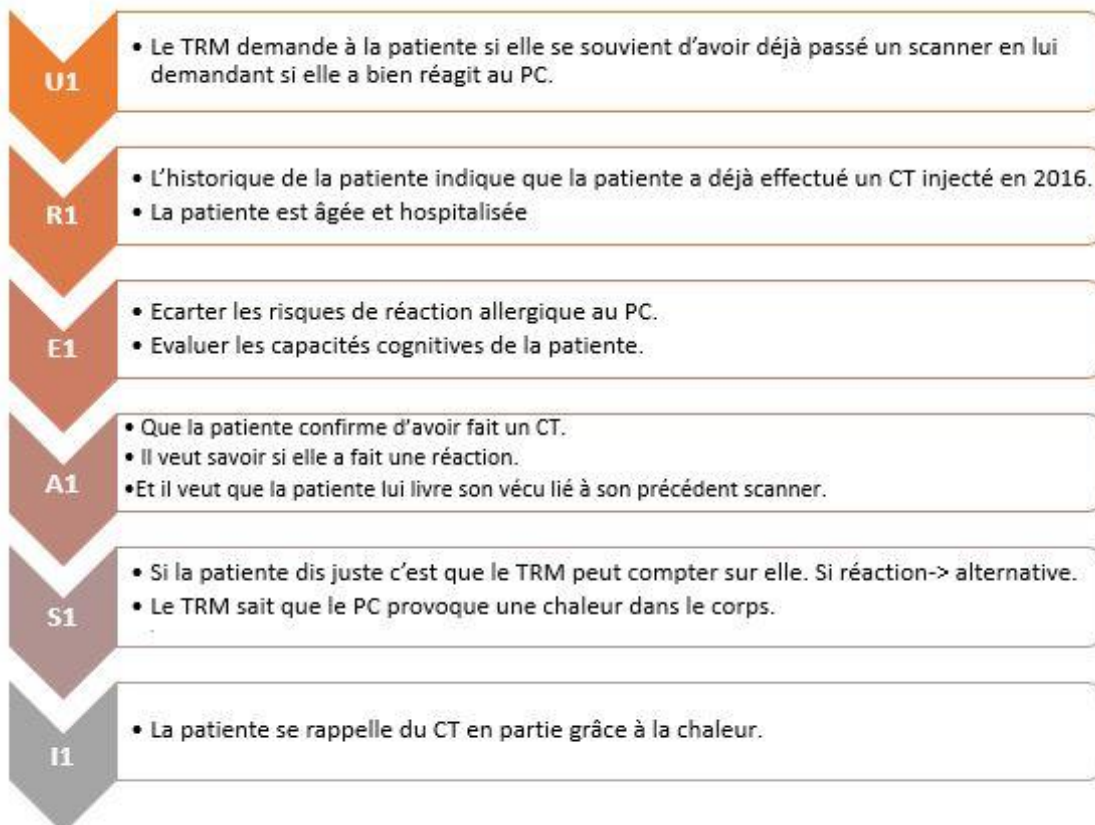 U1
• Le TRM demande à la patiente si elle se souvient d'avoir déjà passé un scanner en lui
demandant si elle a bien réagit au PC.
R1
• L'historique de la patiente indique que la patiente a déjà effectué un CT injecté en 2016.
• La patiente est âgée et hospitalisée
E1
• Ecarter les risques de réaction allergique au PC.
• Evaluer les capacités cognitives de la patiente.
A1
• Que la patiente confirme d'avoir fait un CT.
• Il veut savoir si elle a fait une réaction.
•Et il veut que la patiente lui livre son vécu lié à son précédent scanner.
S1
• Si la patiente dis juste c'est que le TRM peut compter sur elle. Si réaction-> alternative.
• Le TRM sait que le PC provoque une chaleur dans le corps.
I1
• La patiente se rappelle du CT en partie grâce à la chaleur.